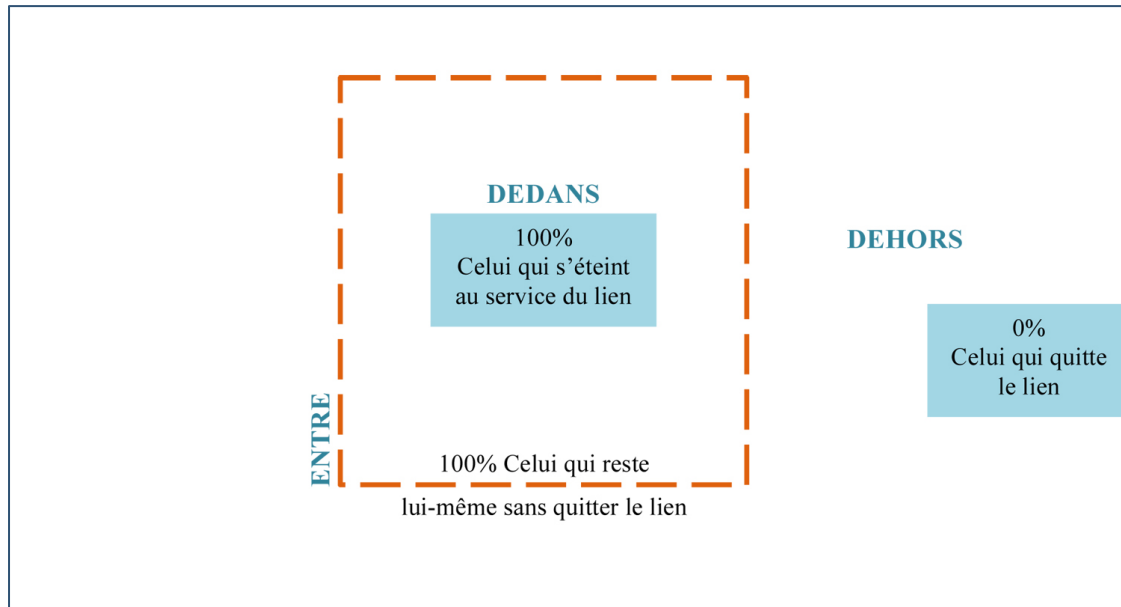 DEDANS
100%
Celui qui s’éteint
au service du lien
DEHORS
0%
Celui qui quitte
le lien
ENTRE
100% Celui qui reste
lui-même sans quitter le lien